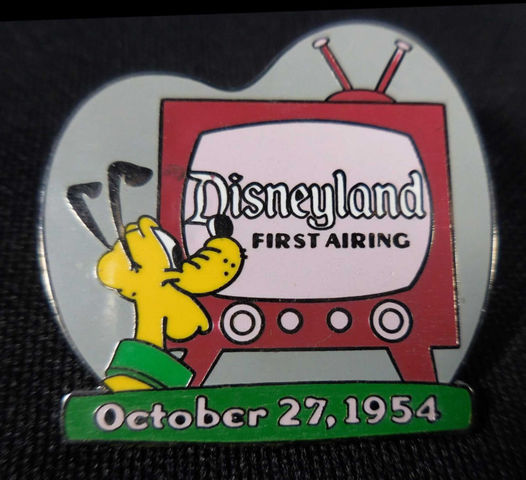 Disneyland
FIRST AIRING
October 27, 1954